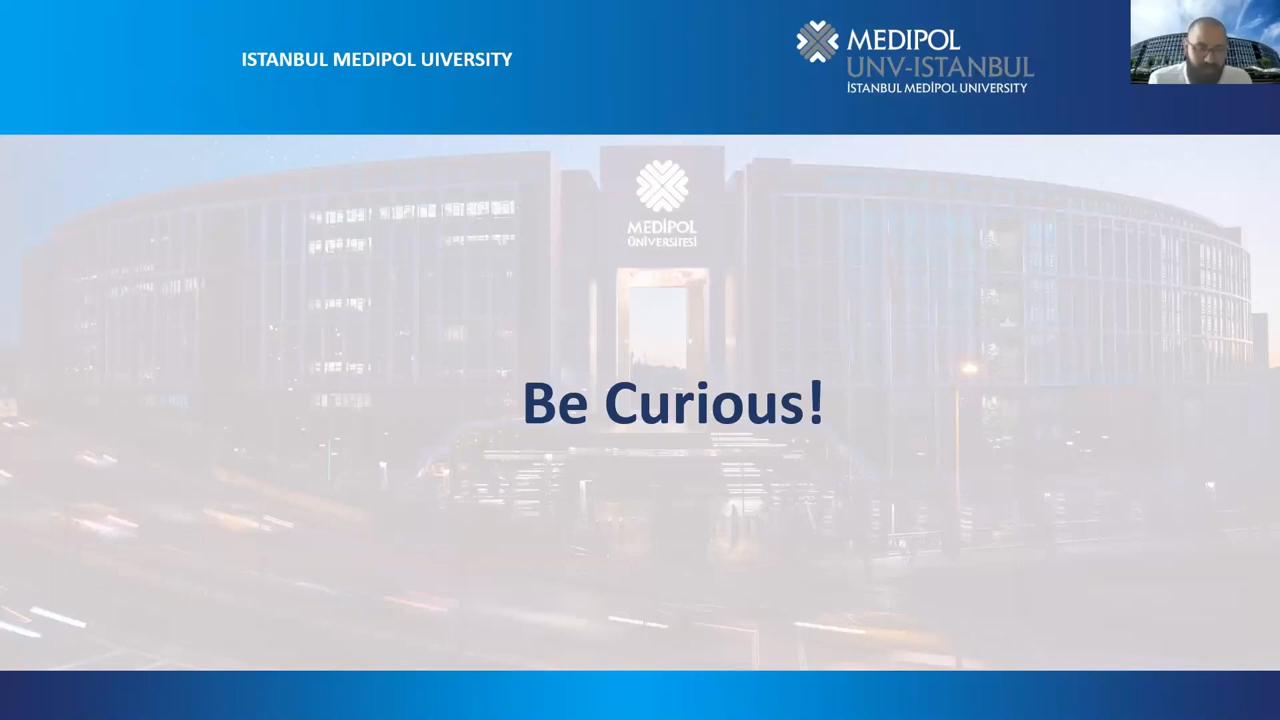 ISTANBUL MEDIPOL UIVERSITY
MEDIPOL
UNV-ISTANBUL
İSTANBUL MEDİPOL UNIVERSITY
MEDİPOL
ÜNİVERSİTESİ
Be Curious!